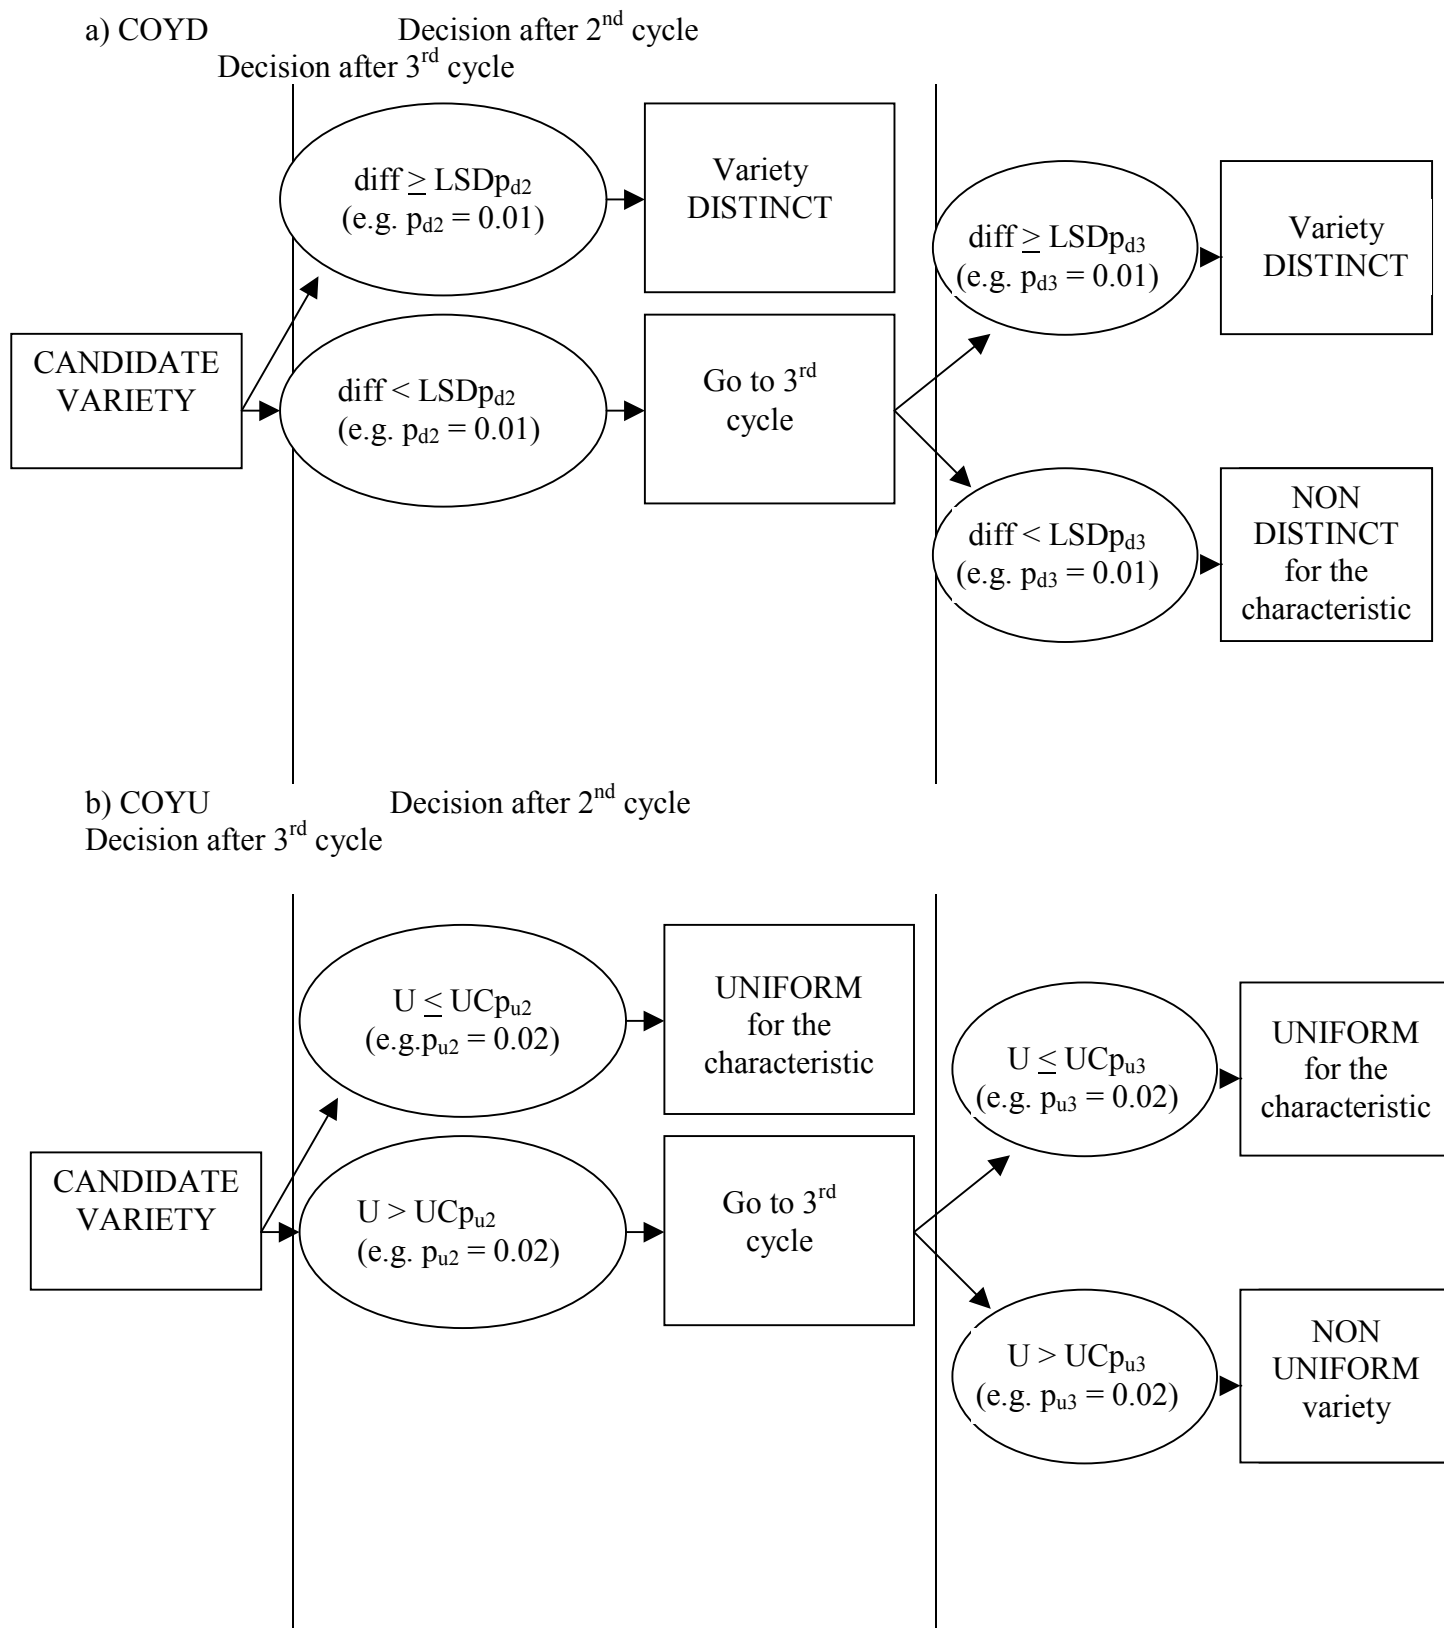 a) COYD Decision after 2nd cycle
Decision after 3rd cycle
diff ≥ LSDpd2
(e.g. pd2 = 0.01)
Variety
DISTINCT
diff ≥ LSDpd3
(e.g. pd3 = 0.01)
Variety
DISTINCT
CANDIDATE
VARIETY
diff < LSDpd2
(e.g. pd2 = 0.01)
Go to 3rd
cycle
diff < LSDpd3
(e.g. pd3 = 0.01)
NON
DISTINCT
for the
characteristic
b) COYU Decision after 2nd cycle
Decision after 3rd cycle
U ≤ UCpu2
(e.g.pu2 = 0.02)
UNIFORM
for the
characteristic
U ≤ UCpu3
(e.g. pu3 = 0.02)
UNIFORM
for the
characteristic
CANDIDATE
VARIETY
U > UCpu2
(e.g. pu2 = 0.02)
Go to 3rd
cycle
U > UCpu3
(e.g. pu3 = 0.02)
NON
UNIFORM
variety